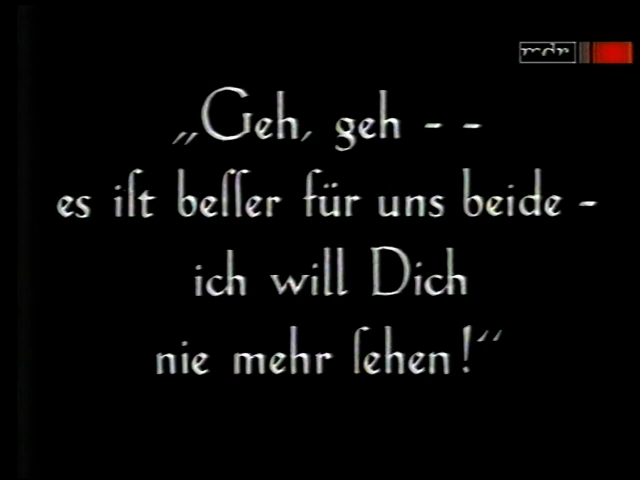 mdr
„Geh, geh - -
es iſt beſſer für uns beide -
ich will Dich
nie mehr ſehen!“